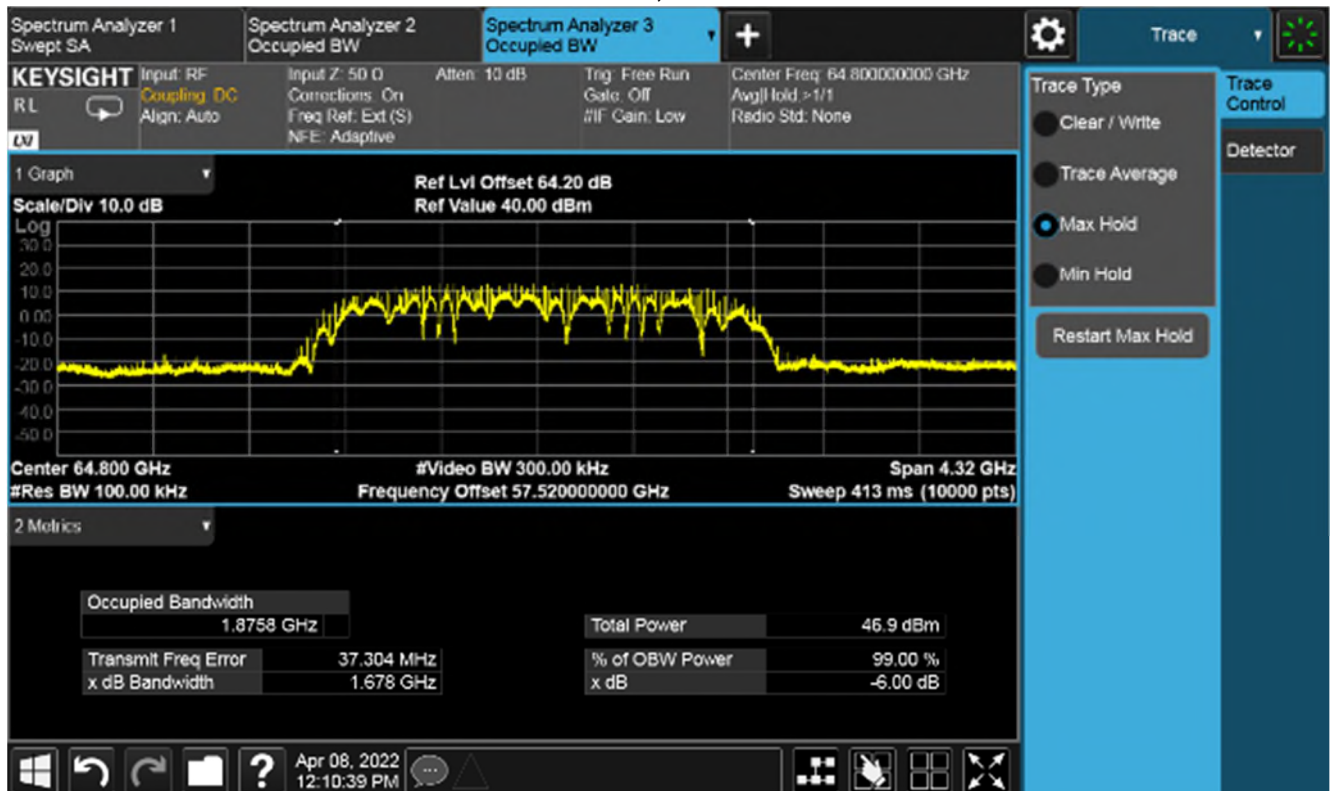 Spectrum Analyzer 1
Swept SA
Spectrum Analyzer 2
Occupied BW
Spectrum Analyzer 3
Occupied BW
+
Trace
KEYSIGHT
RL
LXI
Input: RF
Coupling: DC
Align: Auto
Input Z: 50 Ω
Corrections: On
Freq Ref: Ext (S)
NFE: Adaptive
Atten: 10 dB
Trig: Free Run
Gate: Off
#IF Gain: Low
Center Freq: 64.800000000 GHz
Avg|Hold:>1/1
Radio Std: None
Trace Type
Clear / Write
Trace Average
Max Hold
Min Hold
Restart Max Hold
Trace
Control
Detector
1 Graph
Scale/Div 10.0 dB
Ref Lvl Offset 64.20 dB
Ref Value 40.00 dBm
Log
30.0
20.0
10.0
0.00
-10.0
-20.0
-30.0
-40.0
-50.0
Center 64.800 GHz
#Res BW 100.00 kHz
#Video BW 300.00 kHz
Frequency Offset 57.520000000 GHz
Span 4.32 GHz
Sweep 413 ms (10000 pts)
2 Metrics
Occupied Bandwidth
1.8758 GHz
Transmit Freq Error 37.304 MHz
x dB Bandwidth 1.678 GHz
Total Power 46.9 dBm
% of OBW Power 99.00 %
x dB -6.00 dB
?
Apr 08, 2022
12:10:39 PM